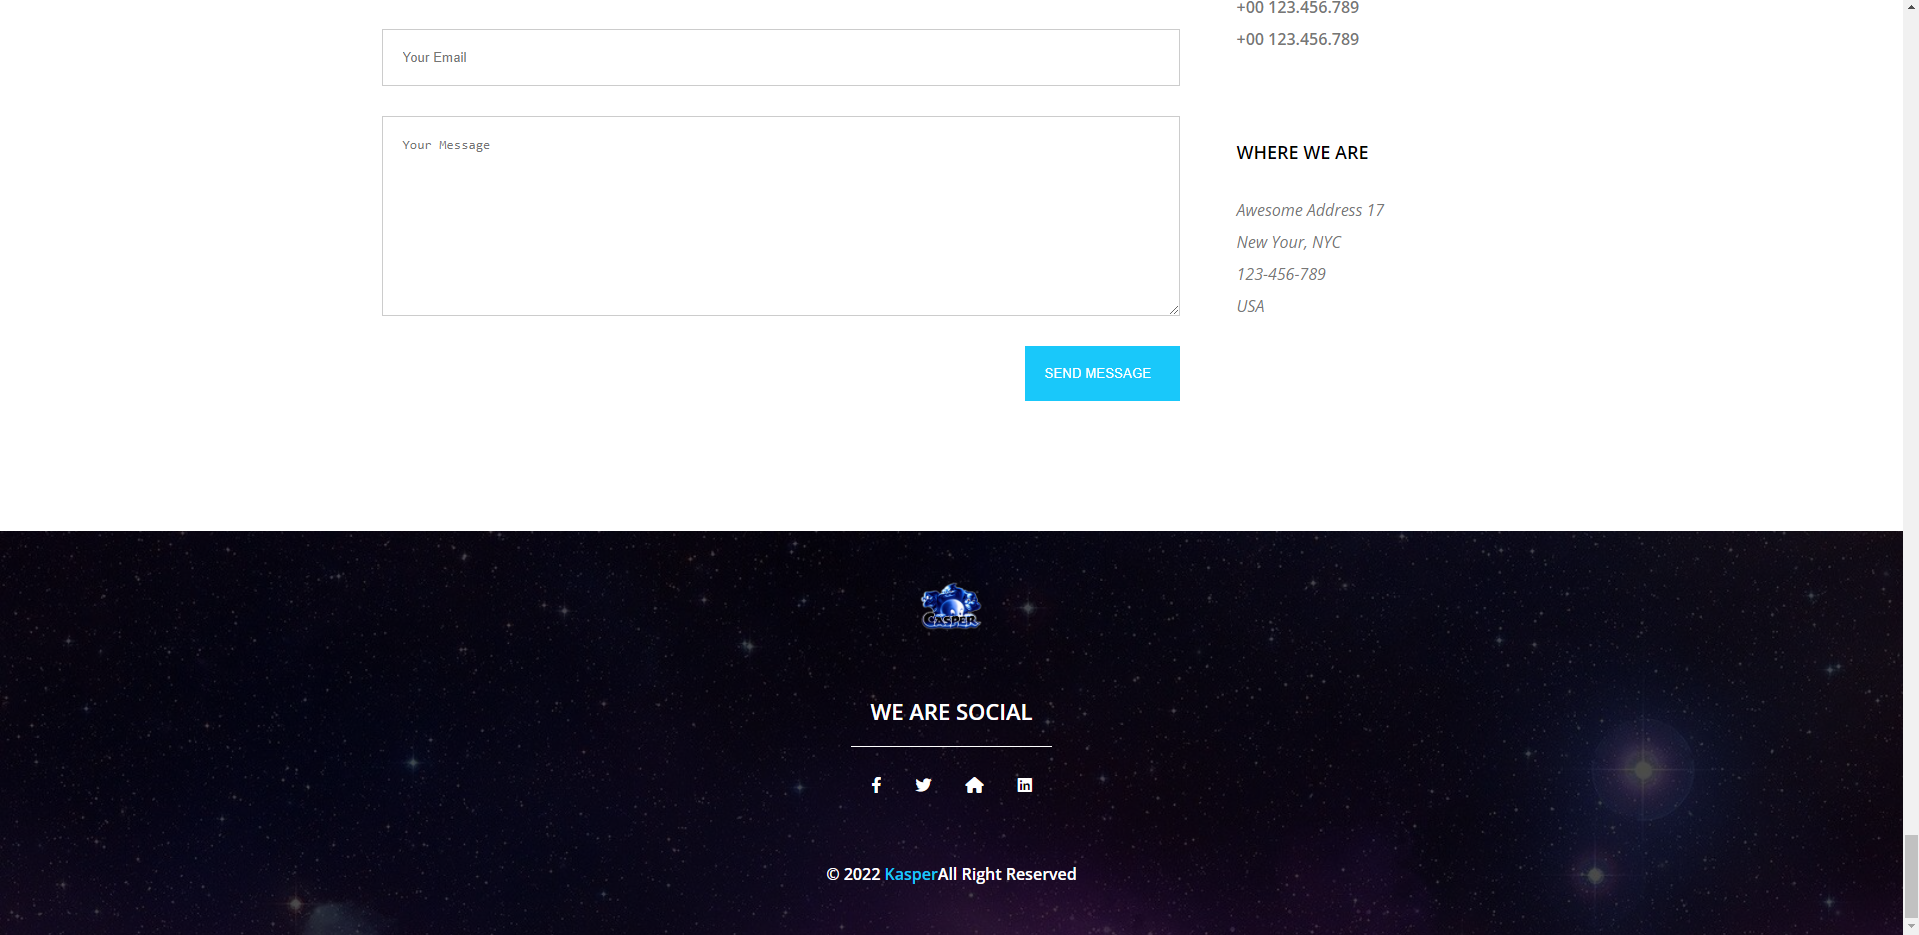 +00 123.456.789
+00 123.456.789
Your Email
Your Message
WHERE WE ARE
Awesome Address 17
New Your, NYC
123-456-789
USA
SEND MESSAGE
CASPER
WE ARE SOCIAL
© 2022 KasperAll Right Reserved